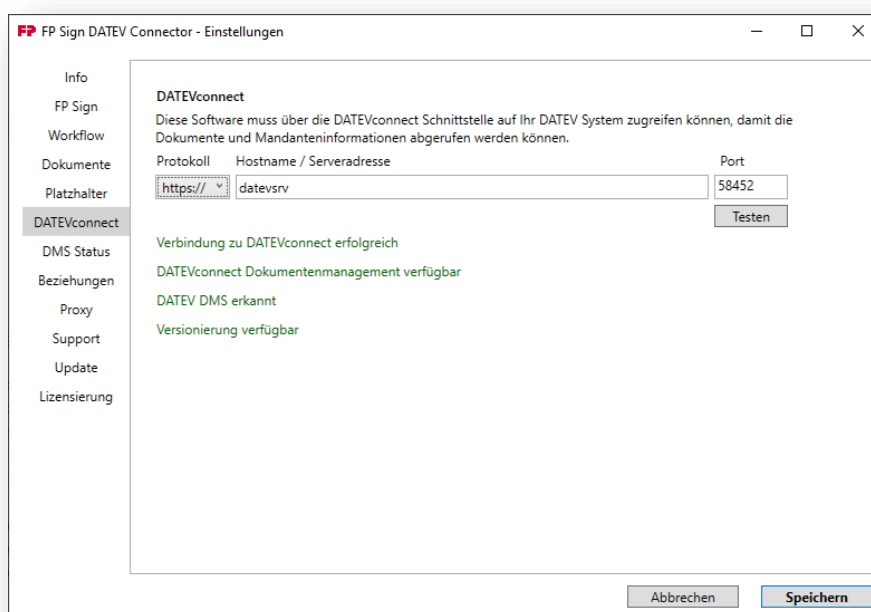 FP FP Sign DATEV Connector - Einstellungen
Info
FP Sign
Workflow
Dokumente
Platzhalter
DATEVconnect
DMS Status
Beziehungen
Proxy
Support
Update
Lizensierung
DATEVconnect
Diese Software muss über die DATEVconnect Schnittstelle auf Ihr DATEV System zugreifen können, damit die
Dokumente und Mandanteninformationen abgerufen werden können.
Protokoll Hostname / Serveradresse Port
https:// datevsrv 58452
Testen
Verbindung zu DATEVconnect erfolgreich
DATEVconnect Dokumentenmanagement verfügbar
DATEV DMS erkannt
Versionierung verfügbar
Abbrechen Speichern